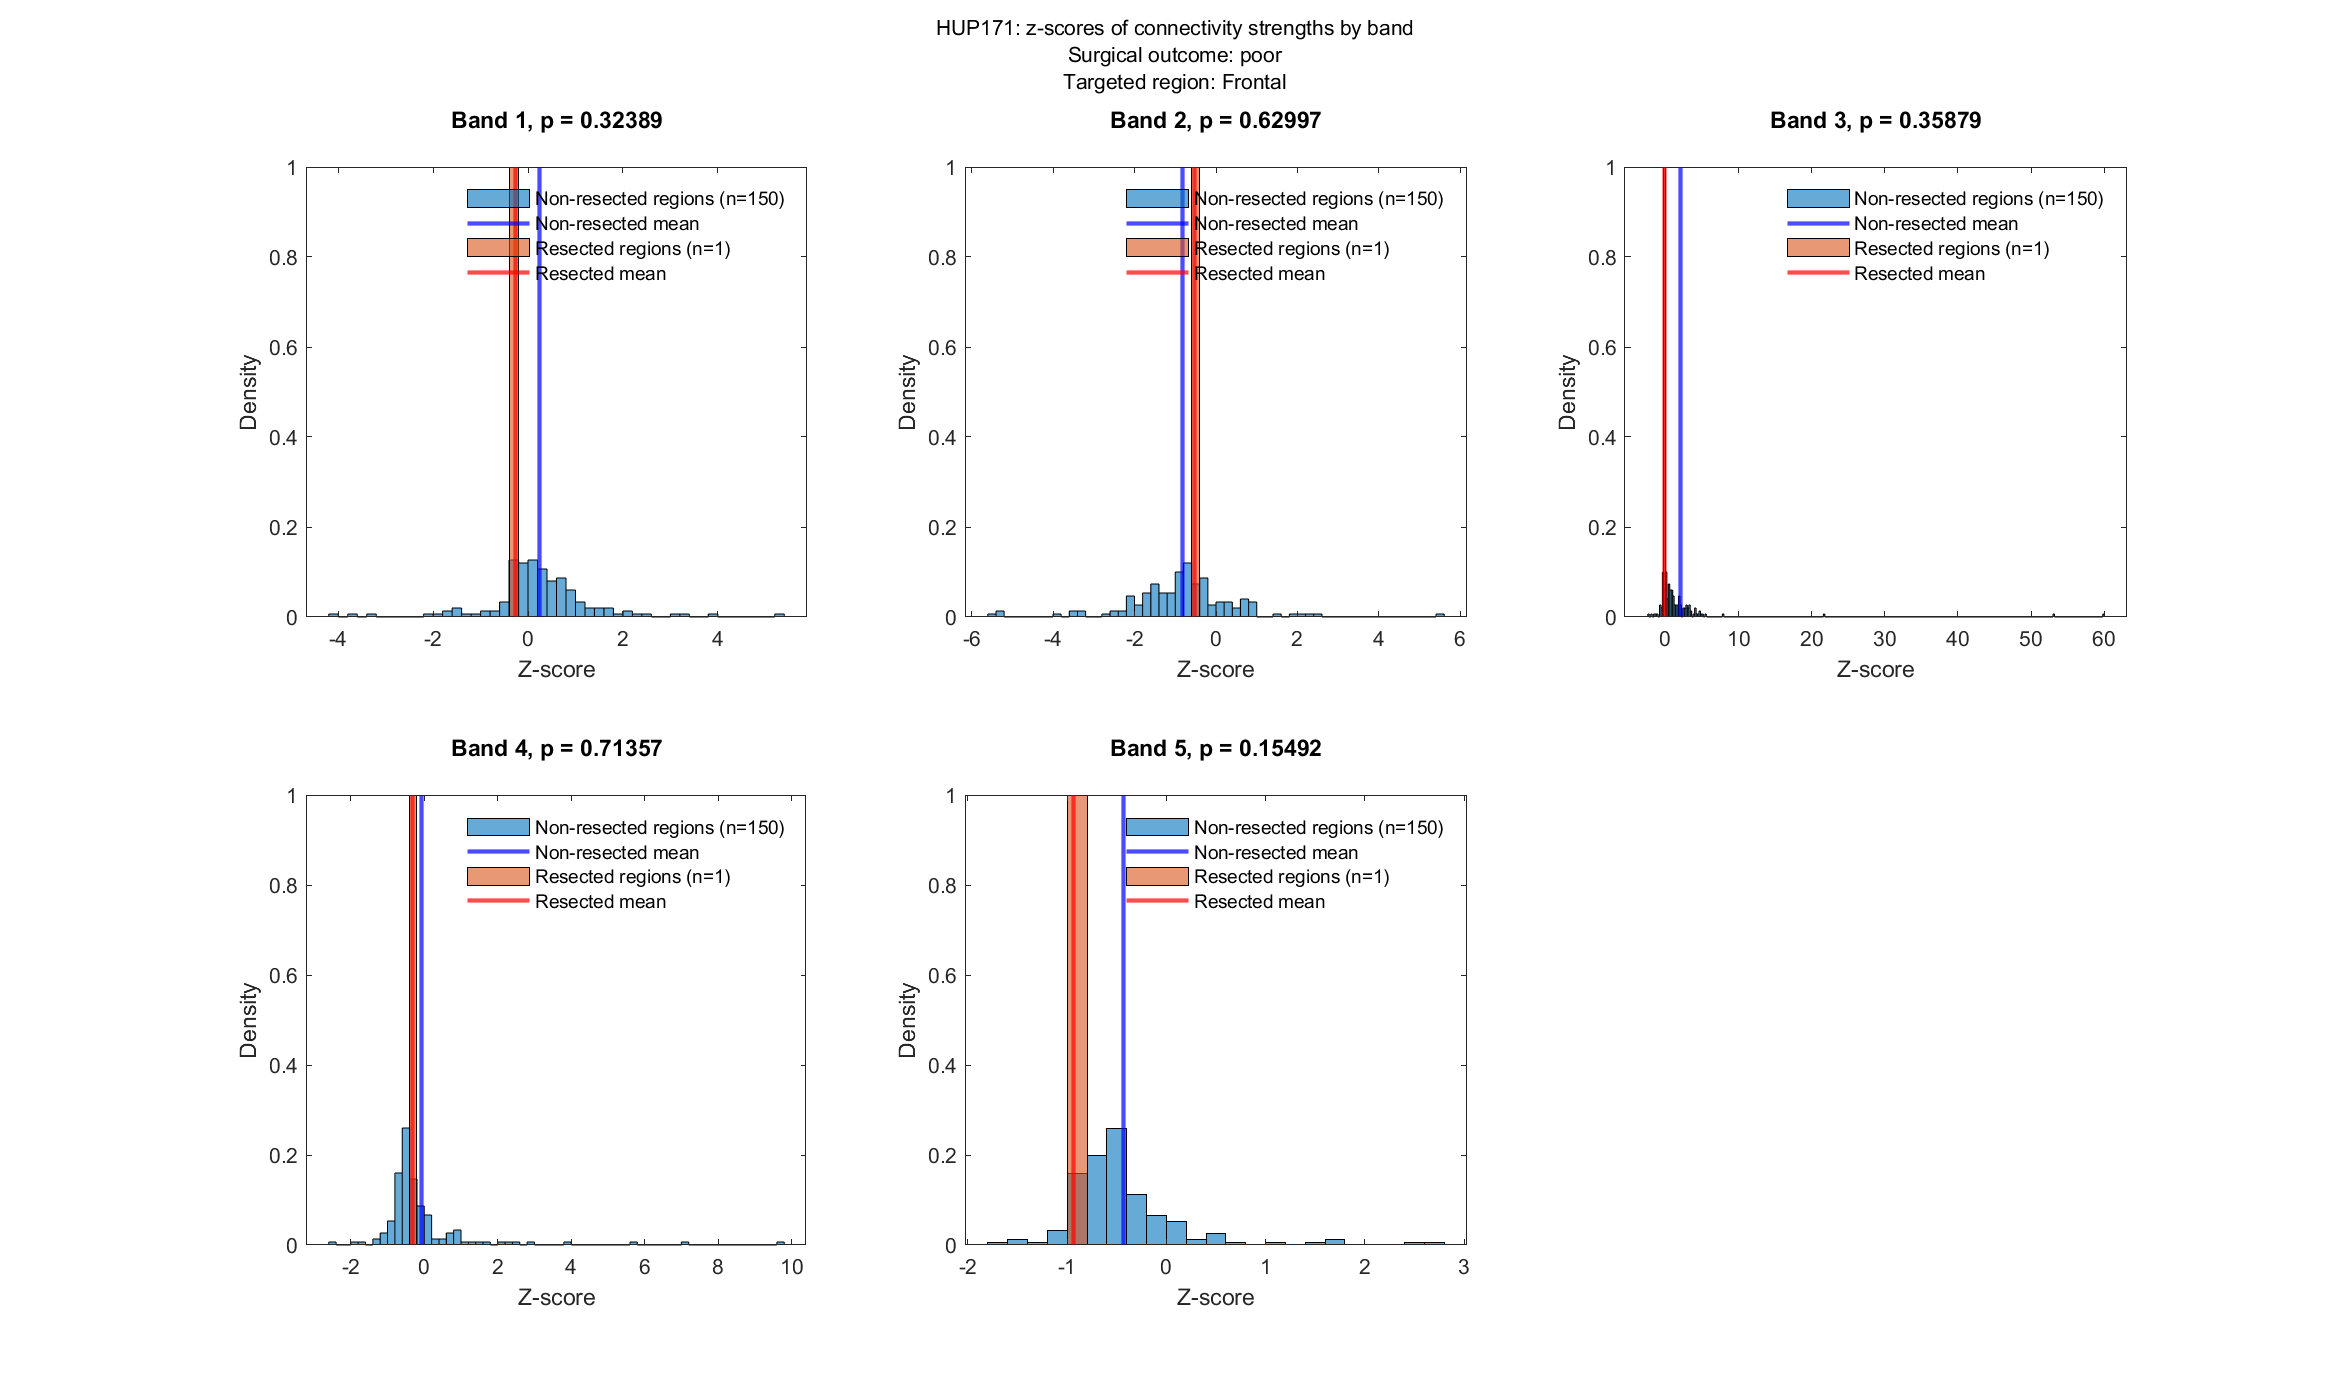 HUP171: z-scores of connectivity strengths by band
Surgical outcome: poor
Targeted region: Frontal
Band 1, p = 0.32389
1
0.8
0.6
0.4
0.2
0
Density
-4
-2
0
2
4
Z-score
Non-resected regions (n=150)
Non-resected mean
Resected regions (n=1)
Resected mean
Band 2, p = 0.62997
1
0.8
0.6
0.4
0.2
0
Density
-6
-4
-2
0
2
4
6
Z-score
Non-resected regions (n=150)
Non-resected mean
Resected regions (n=1)
Resected mean
Band 3, p = 0.35879
1
0.8
0.6
0.4
0.2
0
Density
0
10
20
30
40
50
60
Z-score
Non-resected regions (n=150)
Non-resected mean
Resected regions (n=1)
Resected mean
Band 4, p = 0.71357
1
0.8
0.6
0.4
0.2
0
Density
-2
0
2
4
6
8
10
Z-score
Non-resected regions (n=150)
Non-resected mean
Resected regions (n=1)
Resected mean
Band 5, p = 0.15492
1
0.8
0.6
0.4
0.2
0
Density
-2
-1
0
1
2
3
Z-score
Non-resected regions (n=150)
Non-resected mean
Resected regions (n=1)
Resected mean